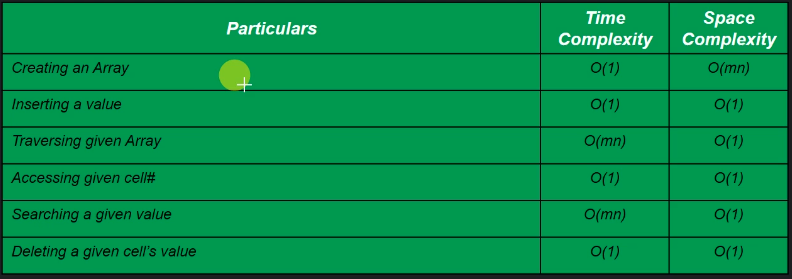 Particulars Time Complexity Space Complexity
Creating an Array O(1) O(mn)
Inserting a value O(1) O(1)
Traversing given Array O(mn) O(1)
Accessing given cell# O(1) O(1)
Searching a given value O(mn) O(1)
Deleting a given cell's value O(1) O(1)